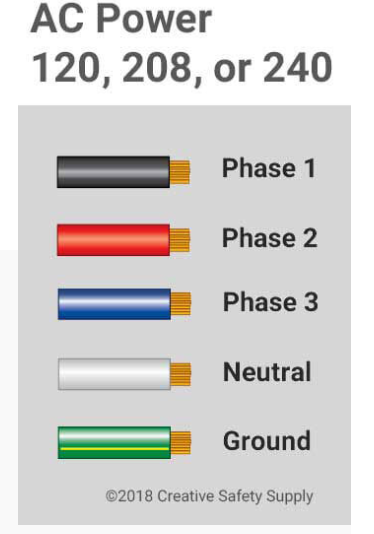 AC Power
120, 208, or 240
Phase 1
Phase 2
Phase 3
Neutral
Ground
©2018 Creative Safety Supply